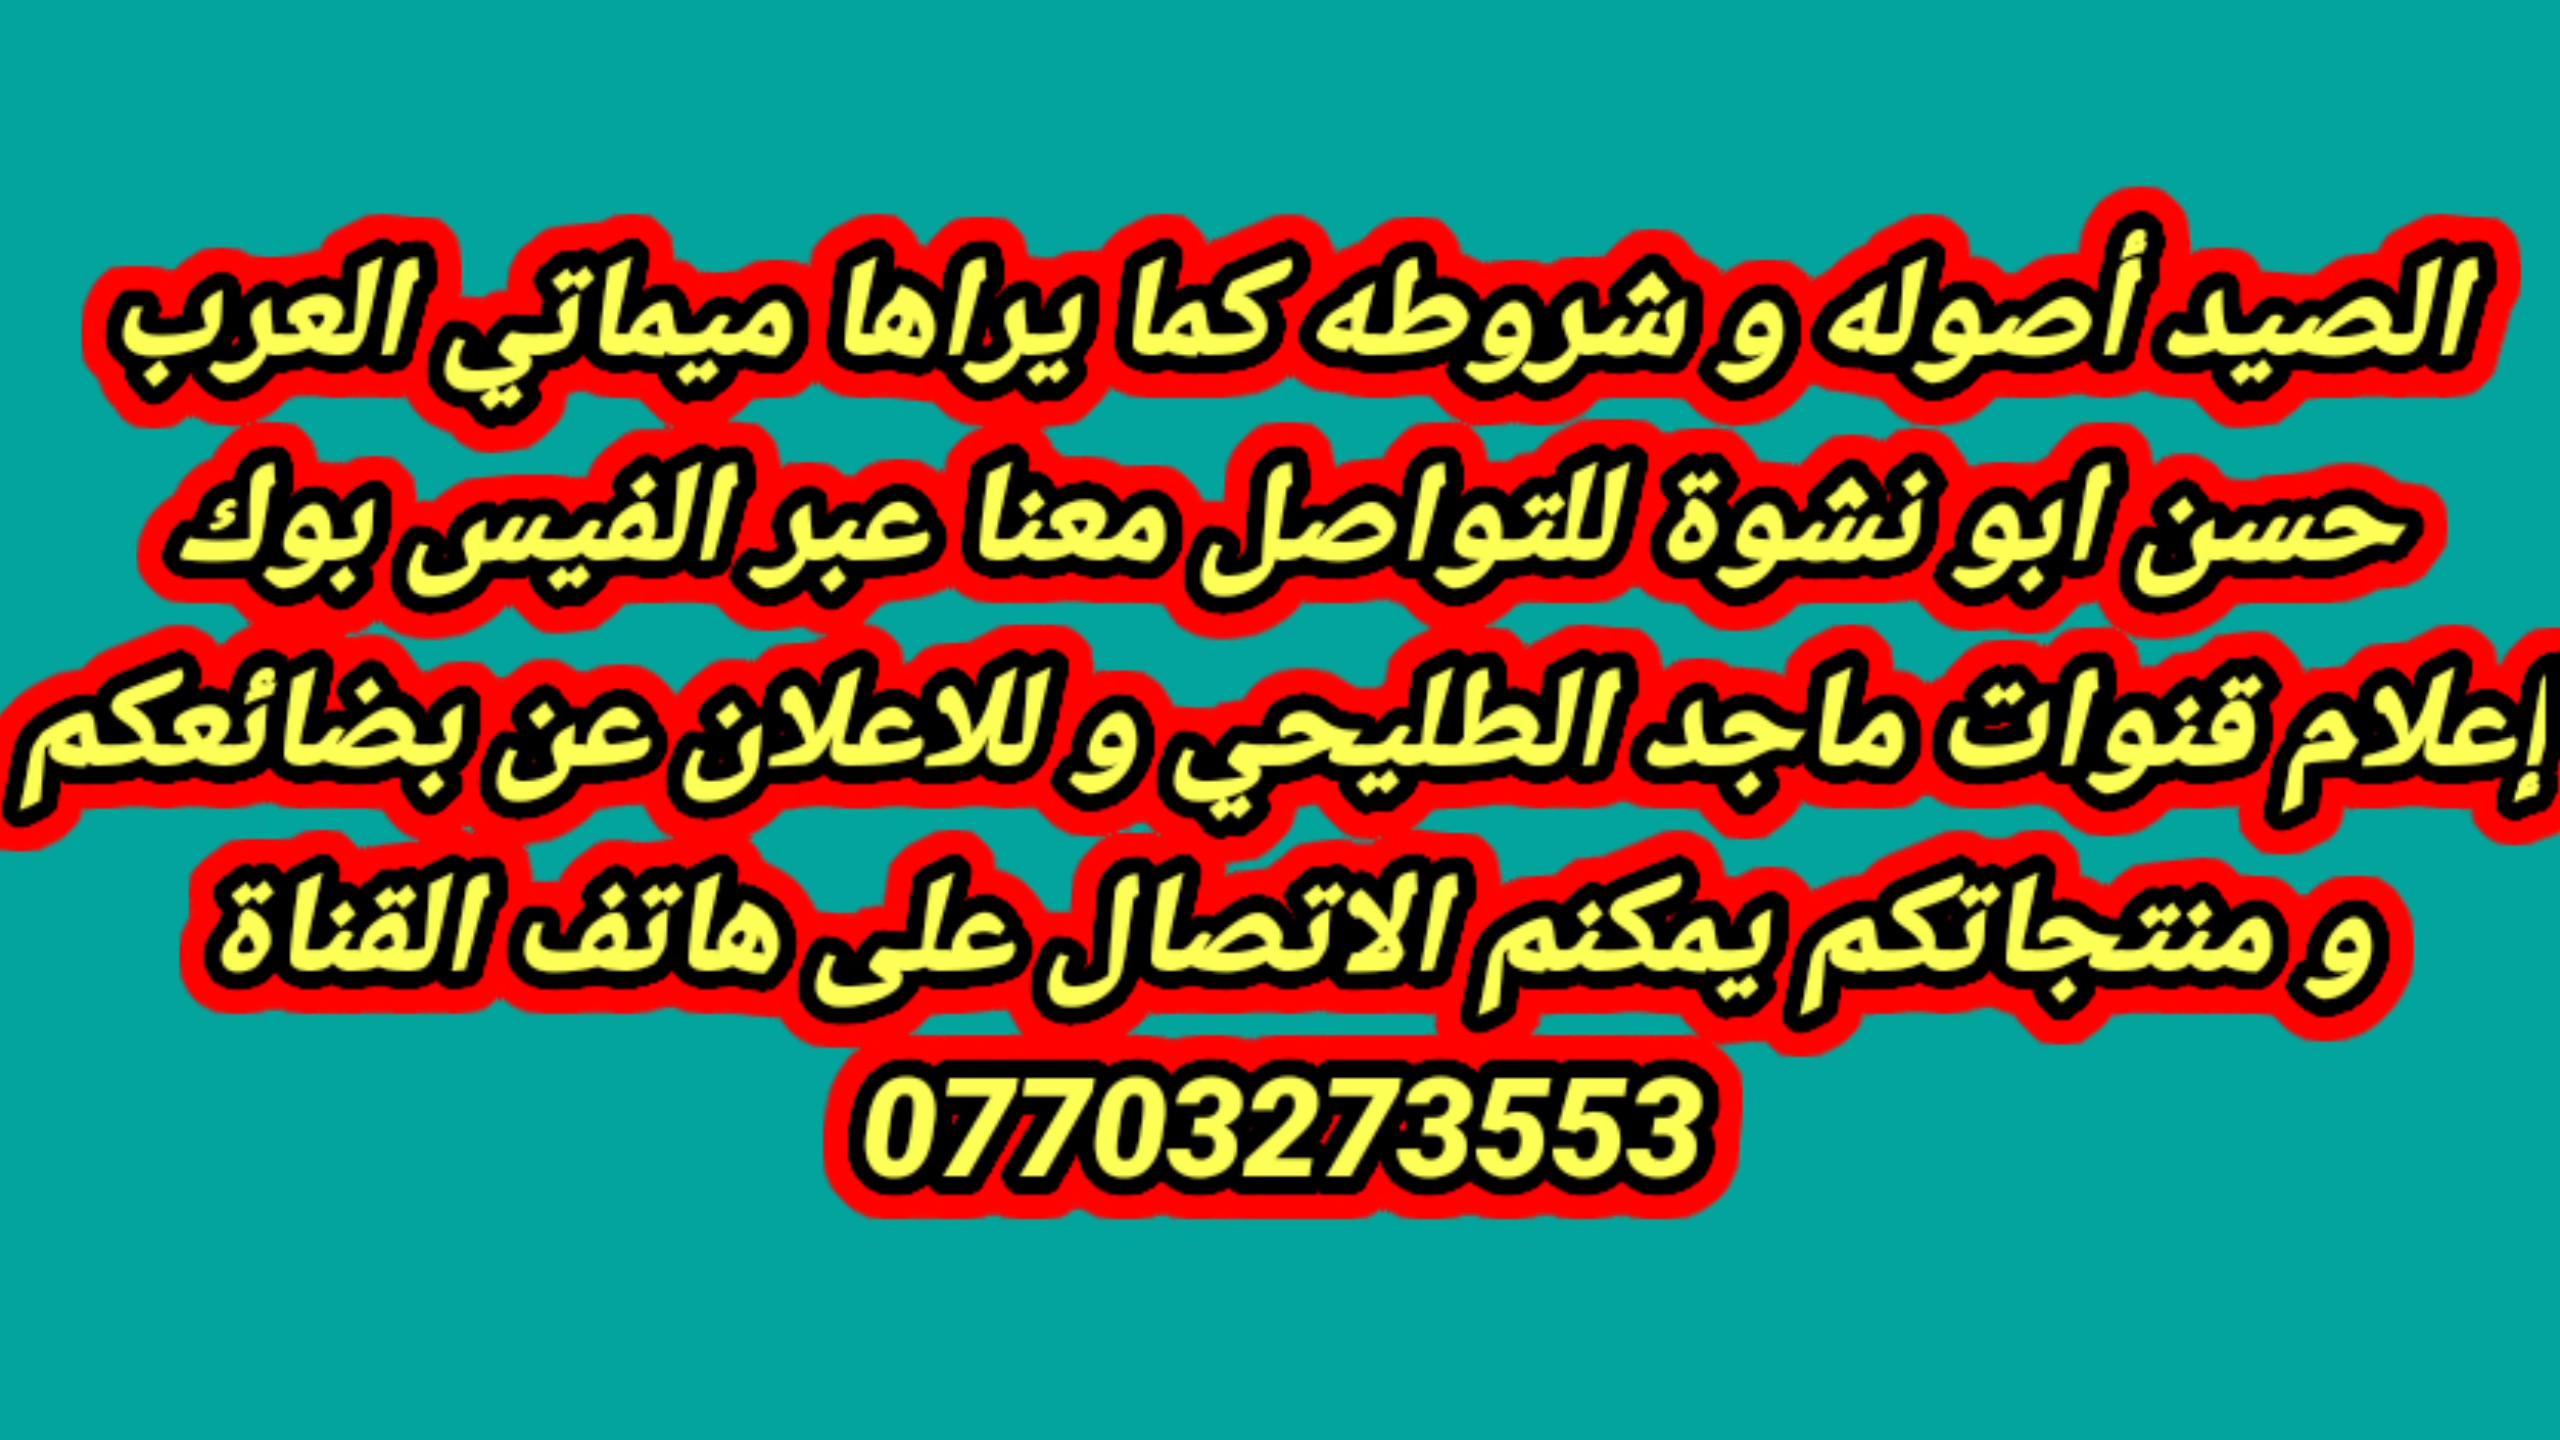 الصيد أصوله و شروطه كما يراها ميماتي العرب
حسن ابو نشوة للتواصل معنا عبر الفيس بوك
إعلام قنوات ماجد الطليحي و للاعلان عن بضائعكم
و منتجاتكم يمكنم الاتصال على هاتف القناة
07703273553